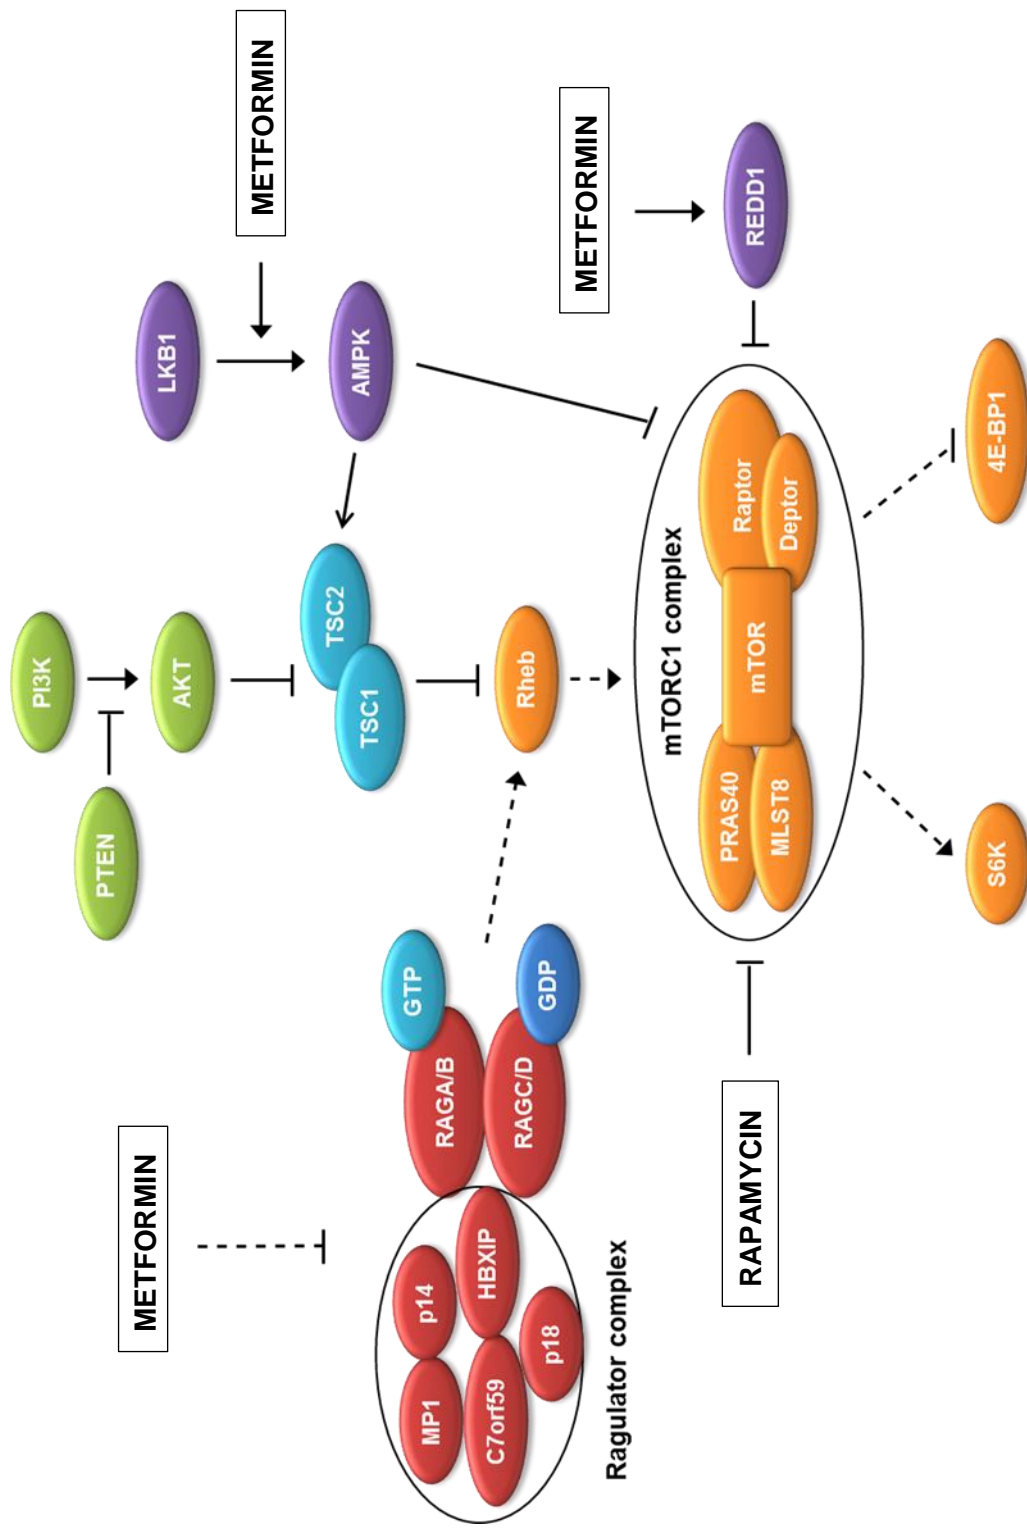 PI3K
PTEN
AKT
LKB1
METFORMIN
AMPK
TSC2
TSC1
METFORMIN
GTP
RAGA/B
RAGC/D
GDP
Rheb
METFORMIN
REDD1
MP1
p14
HBXIP
C7orf59
p18
Ragulator complex
mTORC1 complex
PRAS40
MLST8
mTOR
Raptor
Deptor
RAPAMYCIN
S6K
4E-BP1